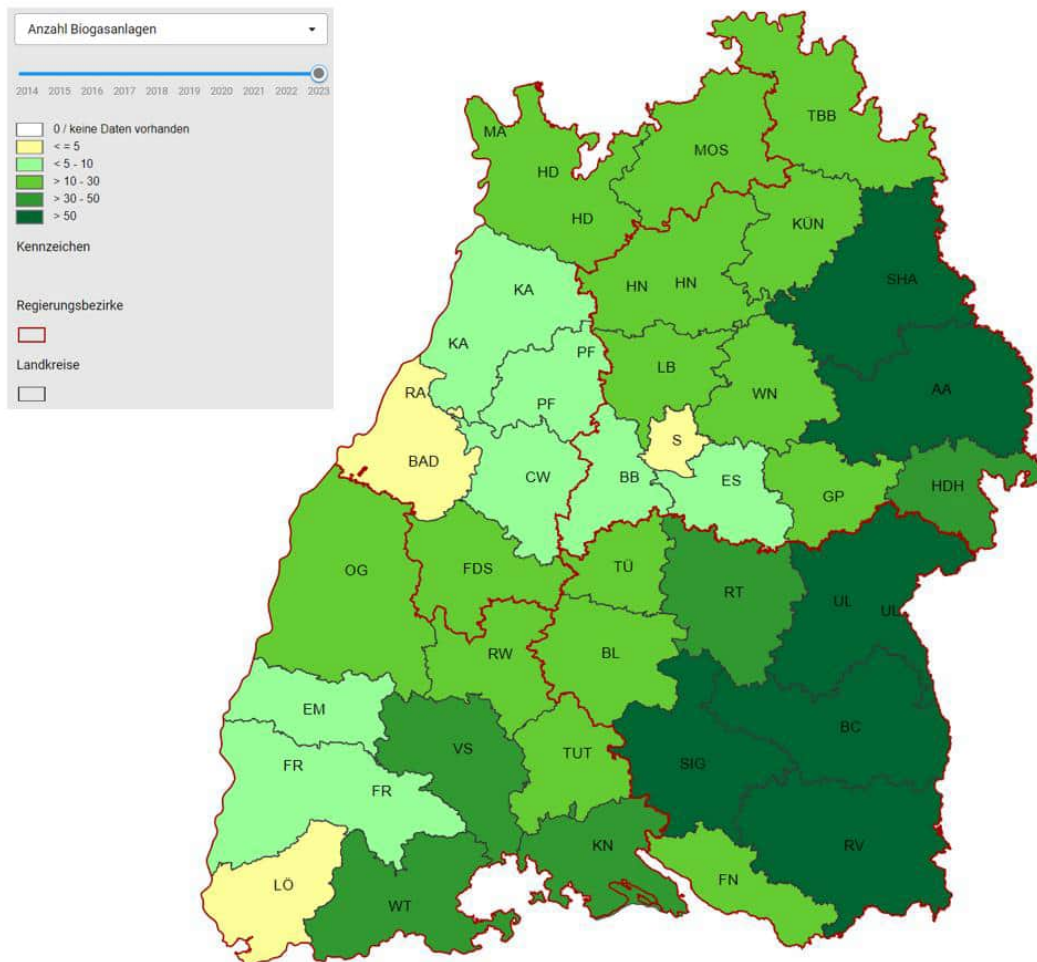 Anzahl Biogasanlagen
2014 2015 2016 2017 2018 2019 2020 2021 2022 2023
0 / keine Daten vorhanden
< = 5
< 5 - 10
> 10 - 30
> 30 - 50
> 50
Kennzeichen
Regierungsbezirke
Landkreise
TBB
MA
MOS
HD
HD
KÜN
SHA
KA
HN
HN
KA
PF
LB
AA
RA
PF
WN
S
BAD
CW
BB
ES
GP
HDH
OG
FDS
TÜ
RT
UL
UL
RW
BL
EM
VS
BC
FR
FR
TUT
SIG
KN
RV
LÖ
WT
FN